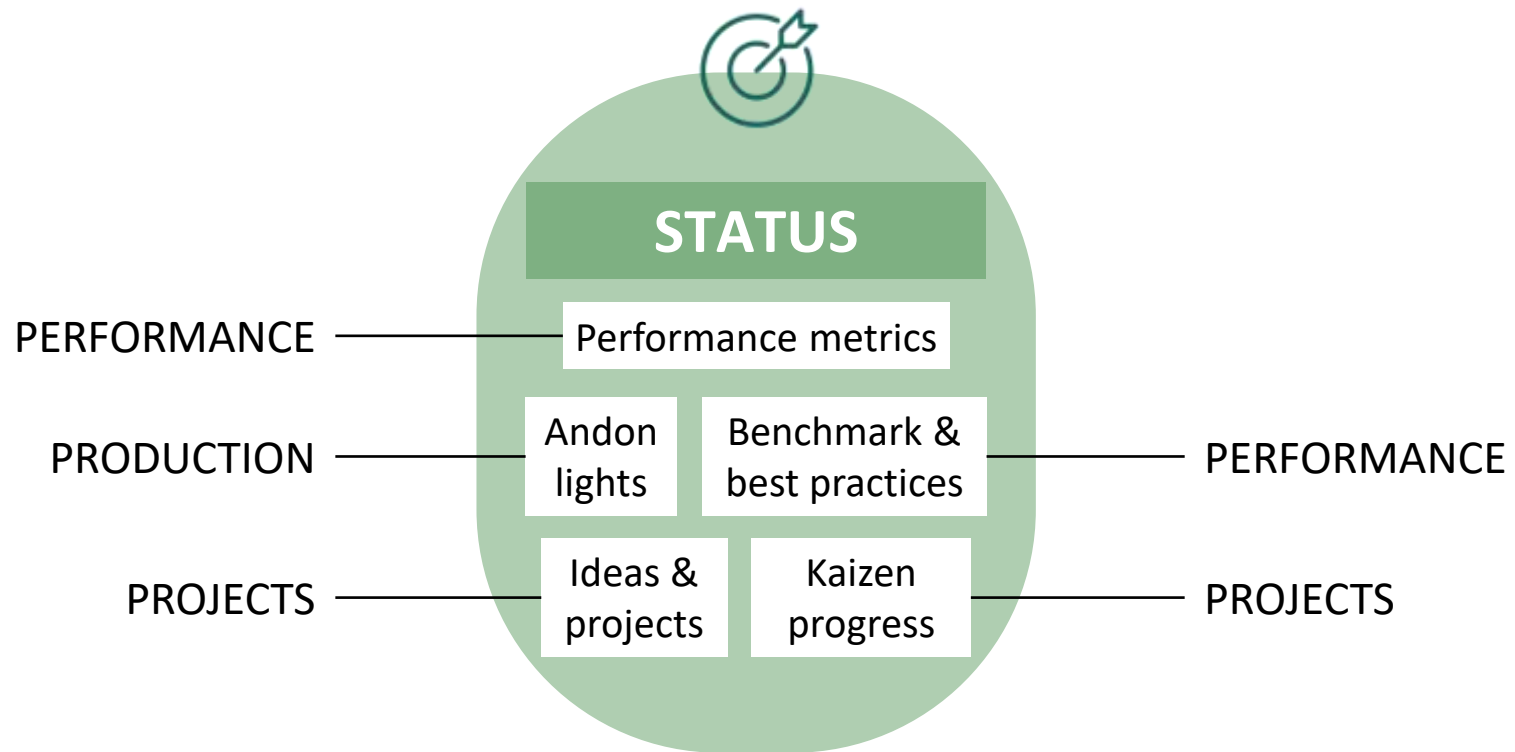 STATUS
PERFORMANCE
Performance metrics
PRODUCTION
Andon
lights
Benchmark &
best practices
PERFORMANCE
PROJECTS
Ideas &
projects
Kaizen
progress
PROJECTS